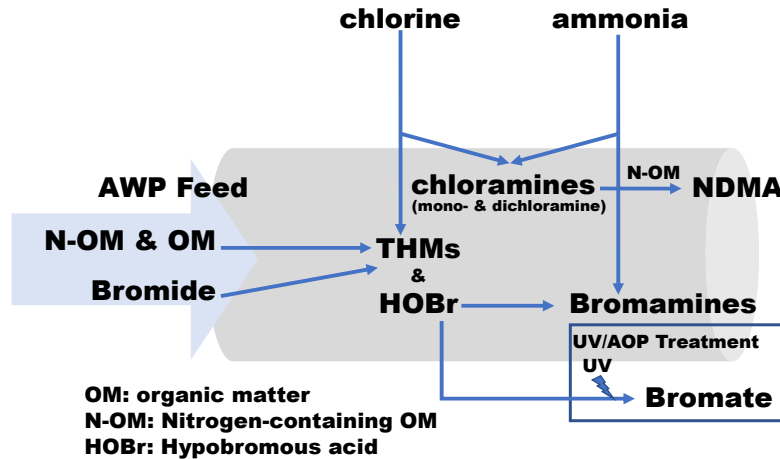 chlorine
ammonia
AWP Feed
chloramines
(mono- & dichloramine)
N-OM
NDMA
N-OM & OM
THMs
&
HOBr
Bromide
Bromamines
UV/AOP Treatment
UV
Bromate
OM: organic matter
N-OM: Nitrogen-containing OM
HOBr: Hypobromous acid